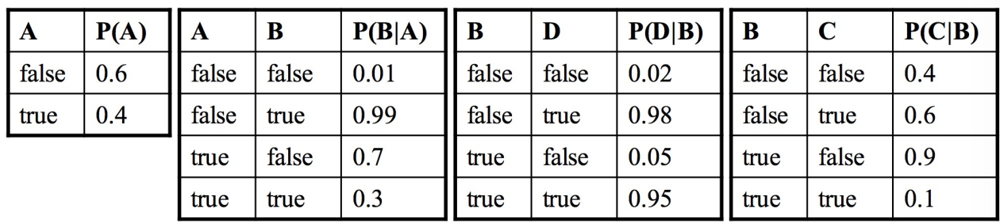 A P(A) A B P(B|A) B D P(D|B) B C P(C|B)
false 0.6 false false 0.01 false false 0.02 false false 0.4
true 0.4 false true 0.99 false true 0.98 false true 0.6
true false 0.7 true false 0.05 true false 0.9
true true 0.3 true true 0.95 true true 0.1